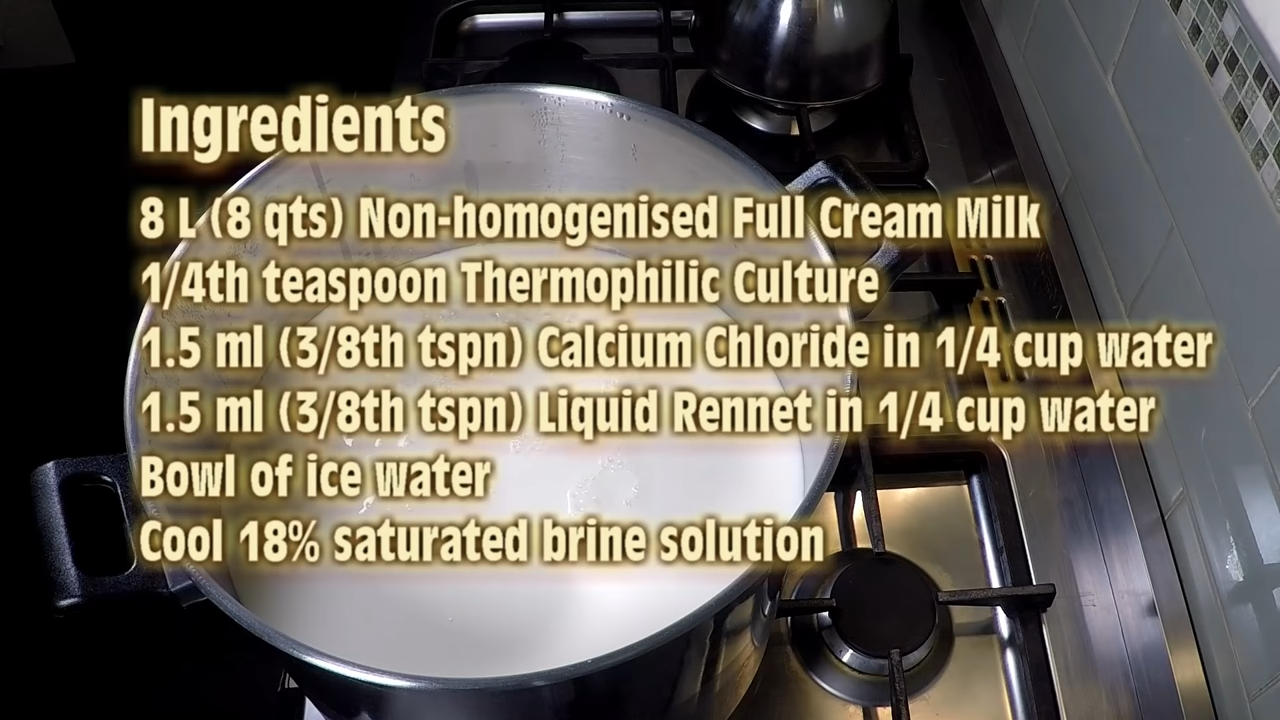 Ingredients
8 L (8 qts) Non-homogenised Full Cream Milk
1/4th teaspoon Thermophilic Culture
1.5 ml (3/8th tspn) Calcium Chloride in 1/4 cup water
1.5 ml (3/8th tspn) Liquid Rennet in 1/4 cup water
Bowl of ice water
Cool 18% saturated brine solution